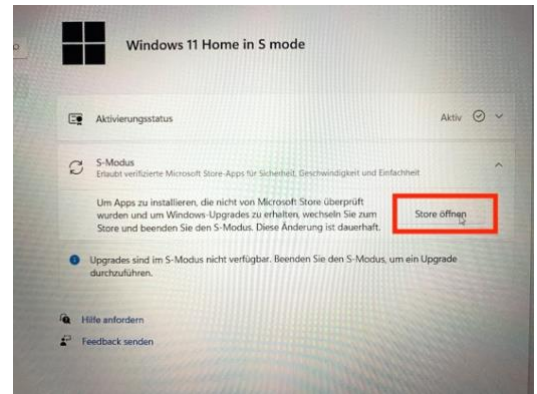 Windows 11 Home in S mode
Aktivierungsstatus
Aktiv
S-Modus
Erlaubt verifizierte Microsoft Store-Apps für Sicherheit, Geschwindigkeit und Einfachheit
Um Apps zu installieren, die nicht von Microsoft Store überprüft
wurden und um Windows-Upgrades zu erhalten, wechseln Sie zum
Store und beenden Sie den S-Modus. Diese Änderung ist dauerhaft.
Store öffnen
Upgrades sind im S-Modus nicht verfügbar. Beenden Sie den S-Modus, um ein Upgrade
durchzuführen.
Hilfe anfordern
Feedback senden